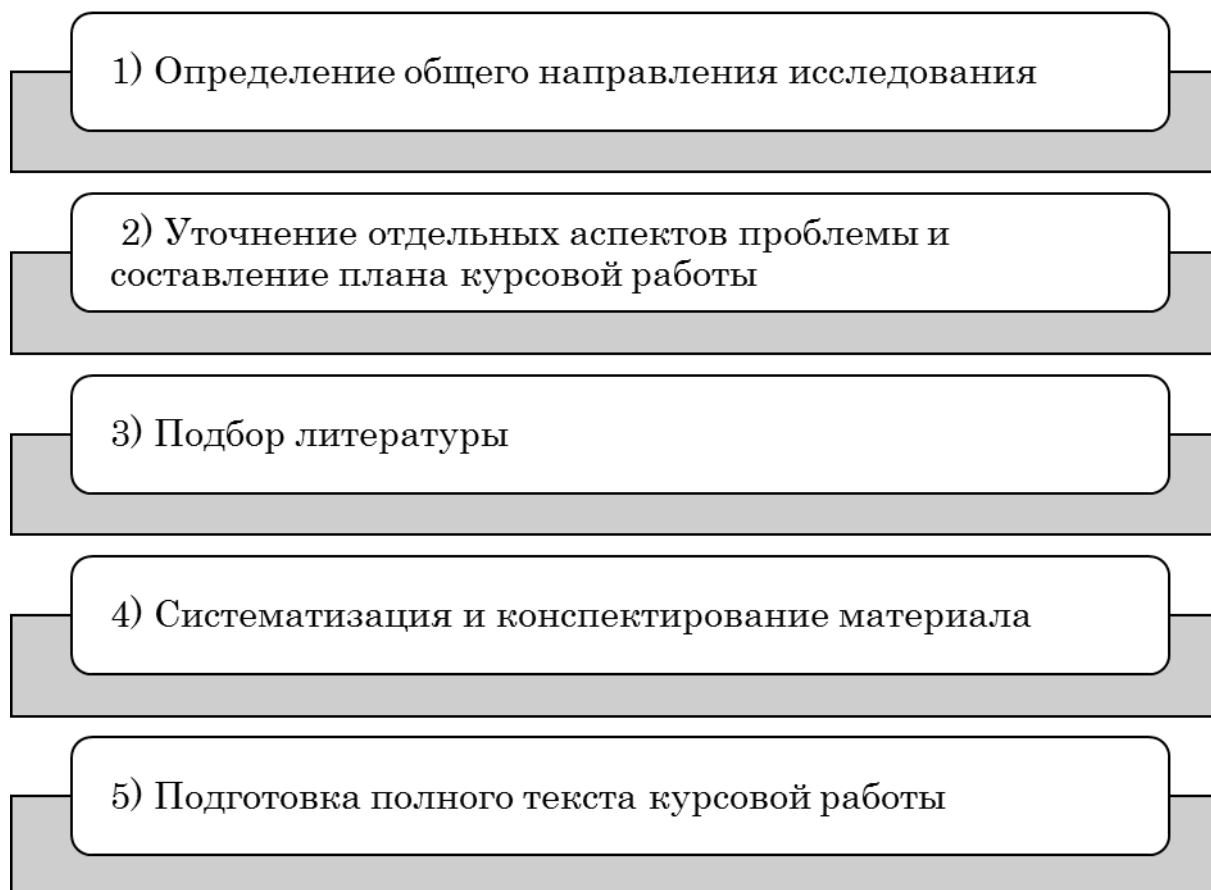 1) Определение общего направления исследования
2) Уточнение отдельных аспектов проблемы и
составление плана курсовой работы
3) Подбор литературы
4) Систематизация и конспектирование материала
5) Подготовка полного текста курсовой работы